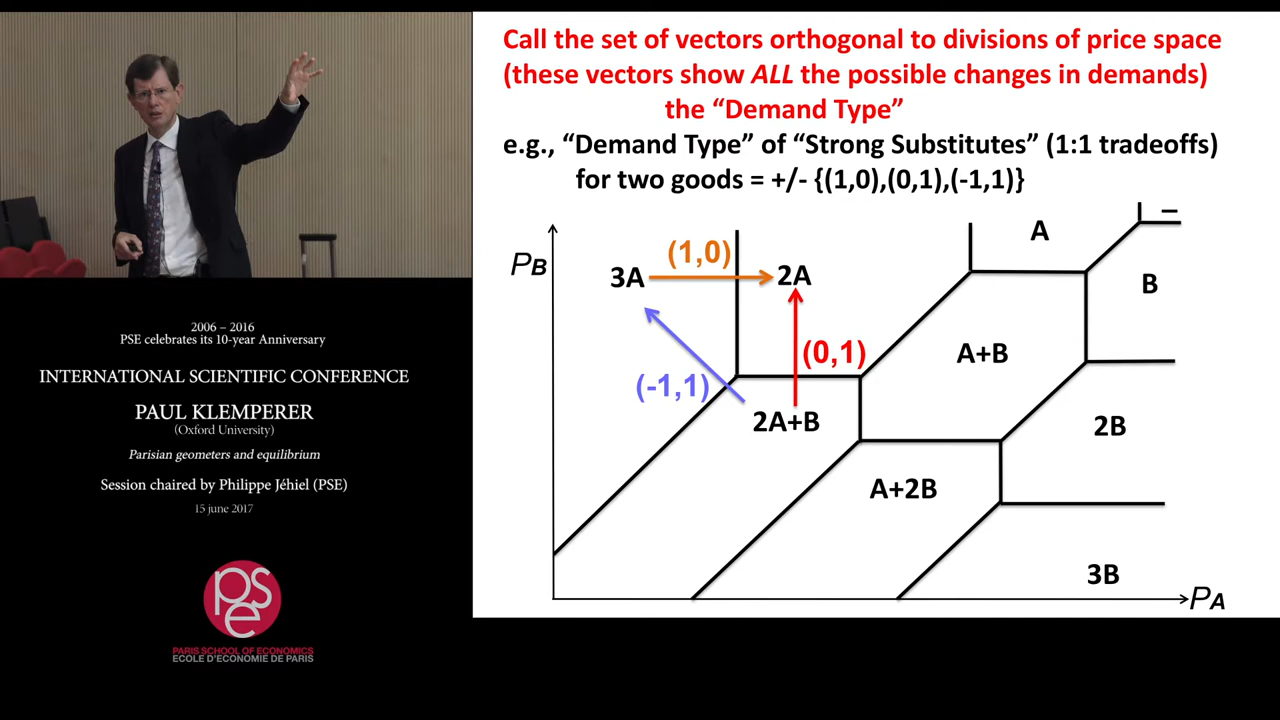 Call the set of vectors orthogonal to divisions of price space
(these vectors show ALL the possible changes in demands)
the “Demand Type”
e.g., “Demand Type” of “Strong Substitutes” (1:1 tradeoffs)
for two goods = +/- {(1,0),(0,1),(-1,1)}
PB
3A
(1,0)
2A
A
–
B
(-1,1)
(0,1)
A+B
2A+B
2B
A+2B
3B
PA
2006 – 2016
PSE celebrates its 10-year Anniversary
INTERNATIONAL SCIENTIFIC CONFERENCE
PAUL KLEMPERER
(Oxford University)
Parisian geometers and equilibrium
Session chaired by Philippe Jéhiel (PSE)
15 june 2017
pse
PARIS SCHOOL OF ECONOMICS
ECOLE D'ECONOMIE DE PARIS